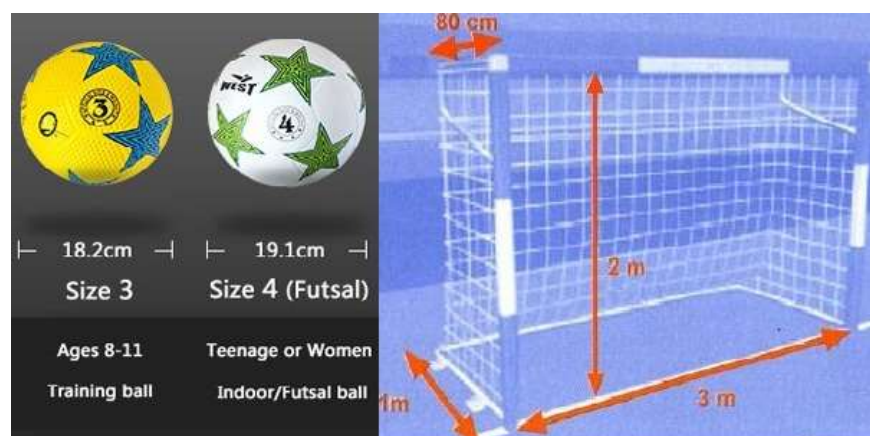 3
WEST
4
18.2cm
19.1cm
Size 3
Size 4 (Futsal)
Ages 8-11
Teenage or Women
Training ball
Indoor/Futsal ball
80 cm
2 m
3 m
1m